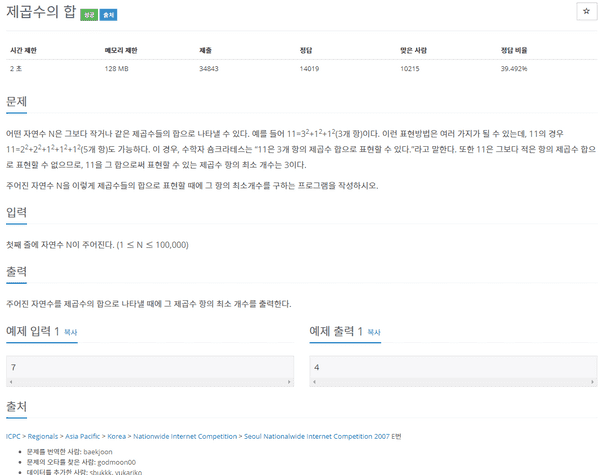 제곱수의 합 성공 출처
☆
시간 제한 메모리 제한 제출 정답 맞은 사람 정답 비율
2 초 128 MB 34843 14019 10215 39.492%
문제
어떤 자연수 N은 그보다 작거나 같은 제곱수들의 합으로 나타낼 수 있다. 예를 들어 11=3²+1²+1²(3개 항)이다. 이런 표현방법은 여러 가지가 될 수 있는데, 11의 경우
11=2²+2²+1²+1²+1²(5개 항)도 가능하다. 이 경우, 수학자 숌크라테스는 "11은 3개 항의 제곱수 합으로 표현할 수 있다."라고 말한다. 또한 11은 그보다 적은 항의 제곱수 합으
로 표현할 수 없으므로, 11을 그 합으로써 표현할 수 있는 제곱수 항의 최소 개수는 3이다.
주어진 자연수 N을 이렇게 제곱수들의 합으로 표현할 때에 그 항의 최소개수를 구하는 프로그램을 작성하시오.
입력
첫째 줄에 자연수 N이 주어진다. (1 ≤ N ≤ 100,000)
출력
주어진 자연수를 제곱수의 합으로 나타낼 때에 그 제곱수 항의 최소 개수를 출력한다.
예제 입력 1 복사 예제 출력 1 복사
7 4
출처
ICPC > Regionals > Asia Pacific > Korea > Nationwide Internet Competition > Seoul Nationalwide Internet Competition 2007 E번
• 문제를 번역한 사람: baekjoon
• 문제의 오타를 찾은 사람: godmoon00
• 데이터를 추가한 사람: sbukkk, yukariko